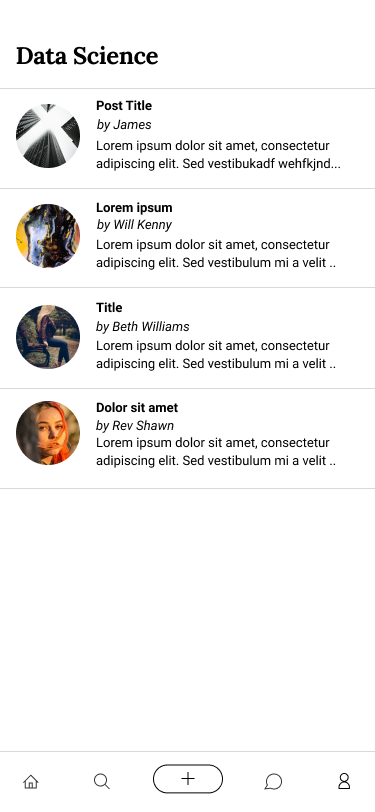 Data Science
Post Title
by James
Lorem ipsum dolor sit amet, consectetur
adipiscing elit. Sed vestibukadf wehfkjnd...
Lorem ipsum
by Will Kenny
Lorem ipsum dolor sit amet, consectetur
adipiscing elit. Sed vestibulum mi a velit ..
Title
by Beth Williams
Lorem ipsum dolor sit amet, consectetur
adipiscing elit. Sed vestibulum mi a velit ..
Dolor sit amet
by Rev Shawn
Lorem ipsum dolor sit amet, consectetur
adipiscing elit. Sed vestibulum mi a velit ..